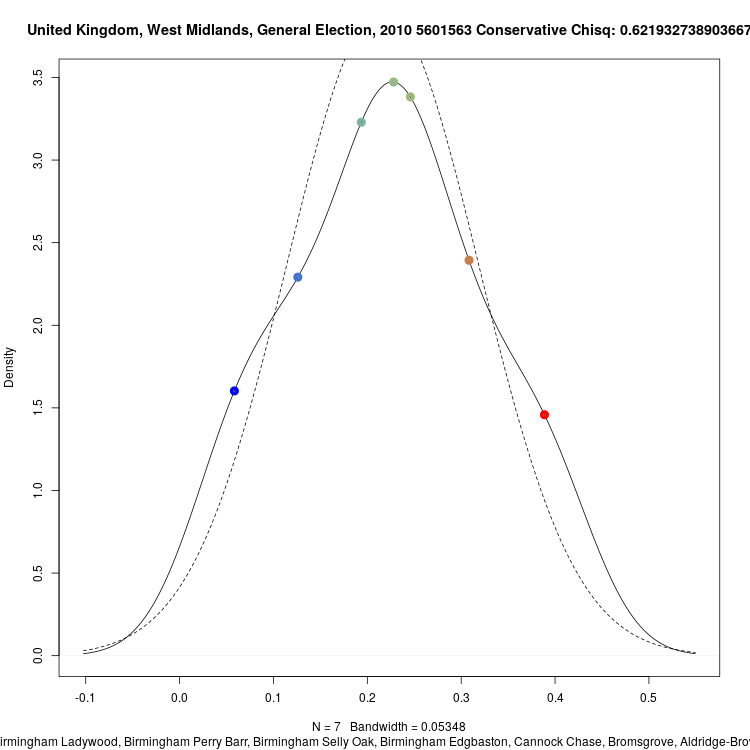 United Kingdom, West Midlands, General Election, 2010 5601563 Conservative Chisq: 0.621932738903667
3.5
3.0
2.5
2.0
1.5
1.0
0.5
0.0
Density
-0.1 0.0 0.1 0.2 0.3 0.4 0.5
N = 7 Bandwidth = 0.05348
irmingham Ladywood, Birmingham Perry Barr, Birmingham Selly Oak, Birmingham Edgbaston, Cannock Chase, Bromsgrove, Aldridge-Bro